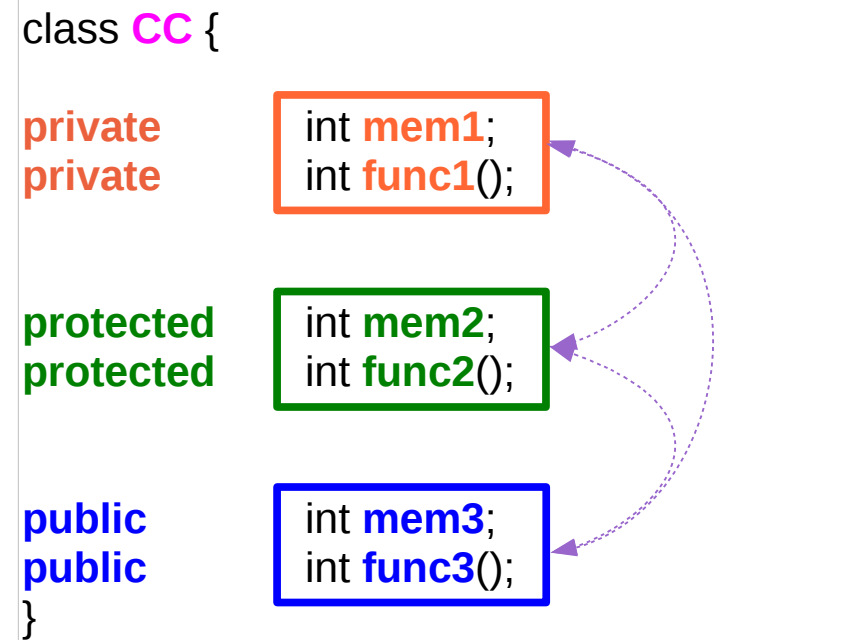 class CC {
private int mem1;
private int func1();
protected int mem2;
protected int func2();
public int mem3;
public int func3();
}